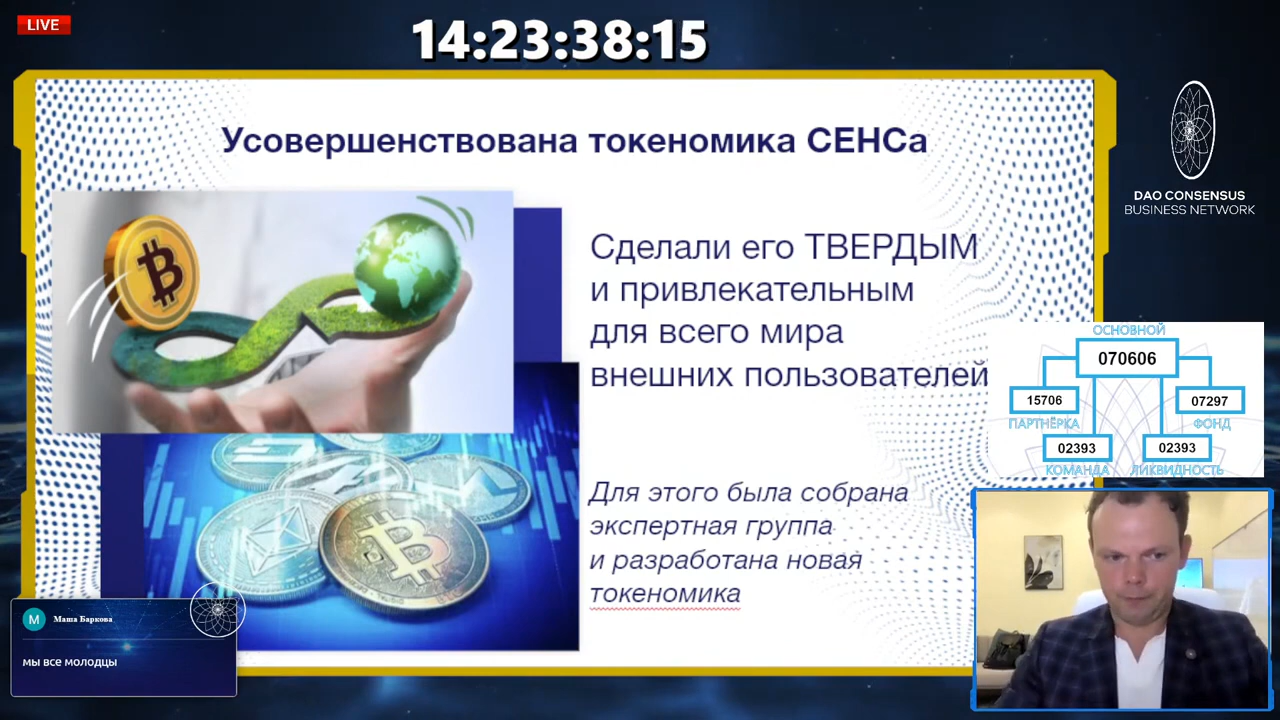 LIVE
14:23:38:15
Усовершенствована токеномика СЕНСа
DAO CONSENSUS
BUSINESS NETWORK
Сделали его ТВЕРДЫМ
и привлекательным
для всего мира
внешних пользователей
Для этого была собрана
экспертная группа
и разработана новая
токеномика
ОСНОВНОЙ
070606
15706
07297
ПАРТНЁРКА
ФОНД
02393
02393
КОМАНДА
ЛИКВИДНОСТЬ
М
Маша Баркова
мы все молодцы